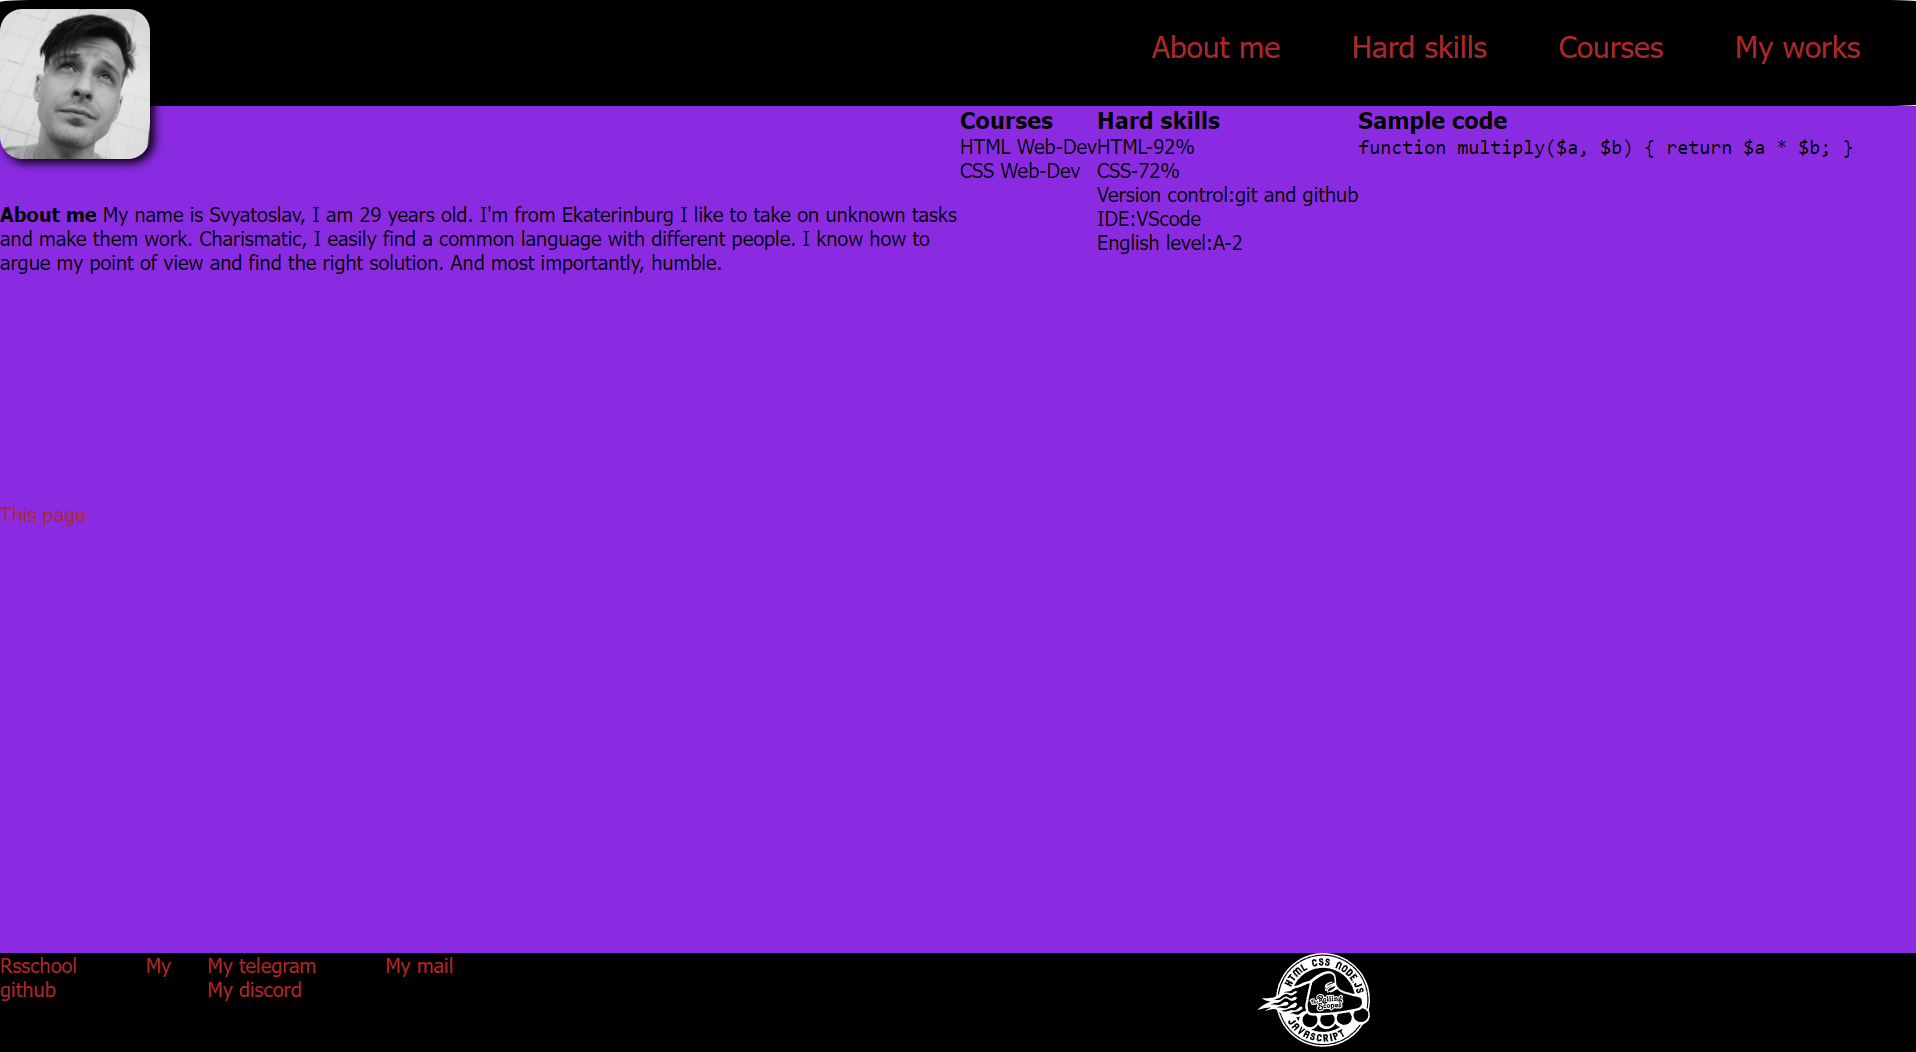 About me Hard skills Courses My works
Courses
HTML Web-Dev
CSS Web-Dev
Hard skills
HTML-92%
CSS-72%
Version control:git and github
IDE:VScode
English level:A-2
Sample code
function multiply($a, $b) { return $a * $b; }
About me My name is Svyatoslav, I am 29 years old. I'm from Ekaterinburg I like to take on unknown tasks
and make them work. Charismatic, I easily find a common language with different people. I know how to
argue my point of view and find the right solution. And most importantly, humble.
This page
Rsschool My
github
My telegram
My discord
My mail
HTML CSS NODE.JS
The Rolling
Scopes
JAVASCRIPT